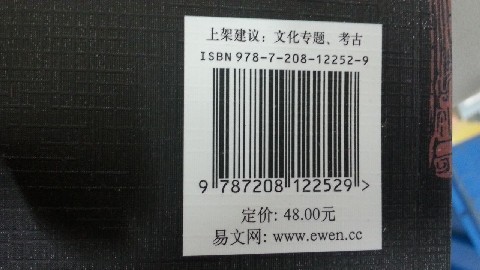 上架建议：文化专题、考古
ISBN 978-7-208-12252-9
9 787208 122529 >
定价: 48.00元
易文网: www.ewen.cc